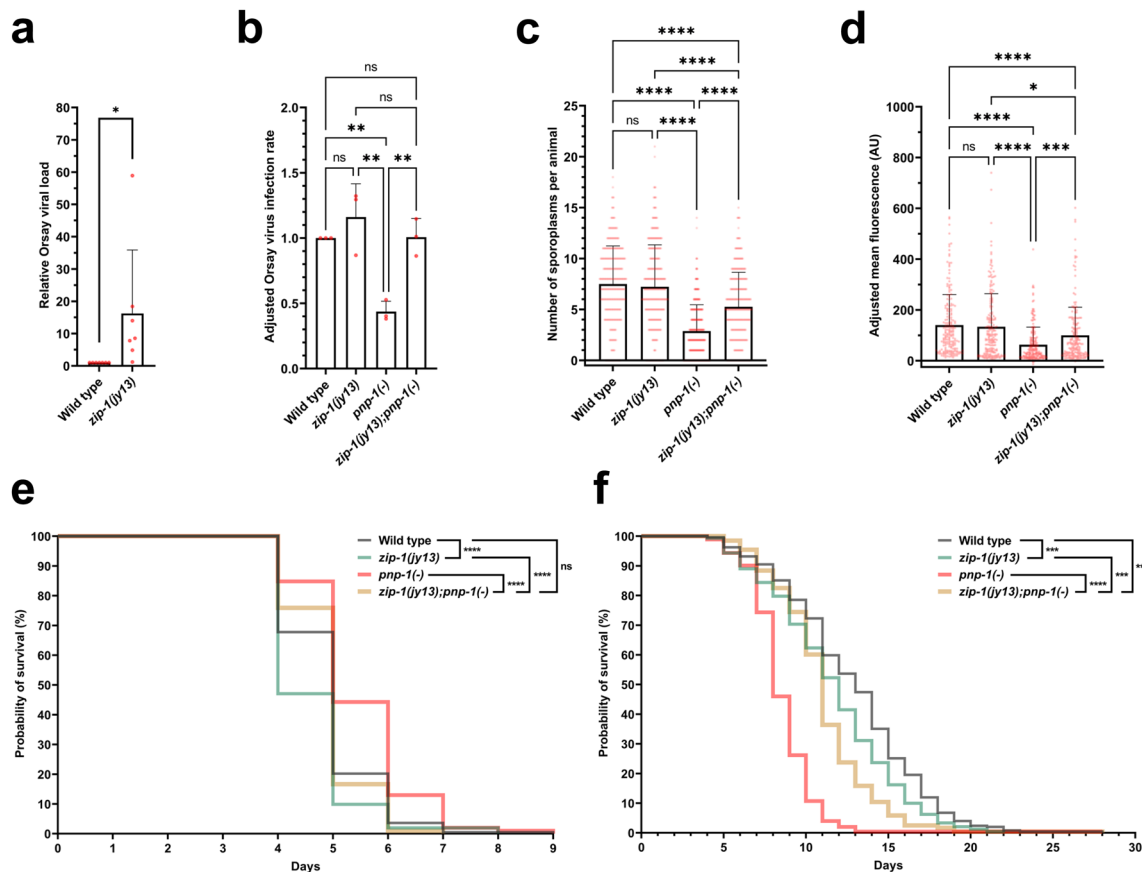 a
Relative Orsay viral load
80
70
60
50
40
30
20
10
0
*
Wild type
zip-1(jy13)
b
Adjusted Orsay virus infection rate
2.0
1.5
1.0
0.5
0.0
ns
ns
**
ns
**
**
Wild type
zip-1(jy13)
pnp-1(-)
zip-1(jy13);pnp-1(-)
c
Number of sporoplasms per animal
25
20
15
10
5
0
****
****
****
****
ns
****
Wild type
zip-1(jy13)
pnp-1(-)
zip-1(jy13);pnp-1(-)
d
Adjusted mean fluorescence (AU)
1000
800
600
400
200
0
****
*
****
ns
****
***
Wild type
zip-1(jy13)
pnp-1(-)
zip-1(jy13);pnp-1(-)
e
Probability of survival (%)
100
90
80
70
60
50
40
30
20
10
0
0 1 2 3 4 5 6 7 8 9
Days
Wild type
zip-1(jy13)
pnp-1(-)
zip-1(jy13);pnp-1(-)
****
****
****
ns
f
Probability of survival (%)
100
90
80
70
60
50
40
30
20
10
0
0 5 10 15 20 25 30
Days
Wild type
zip-1(jy13)
pnp-1(-)
zip-1(jy13);pnp-1(-)
***
****
***
**